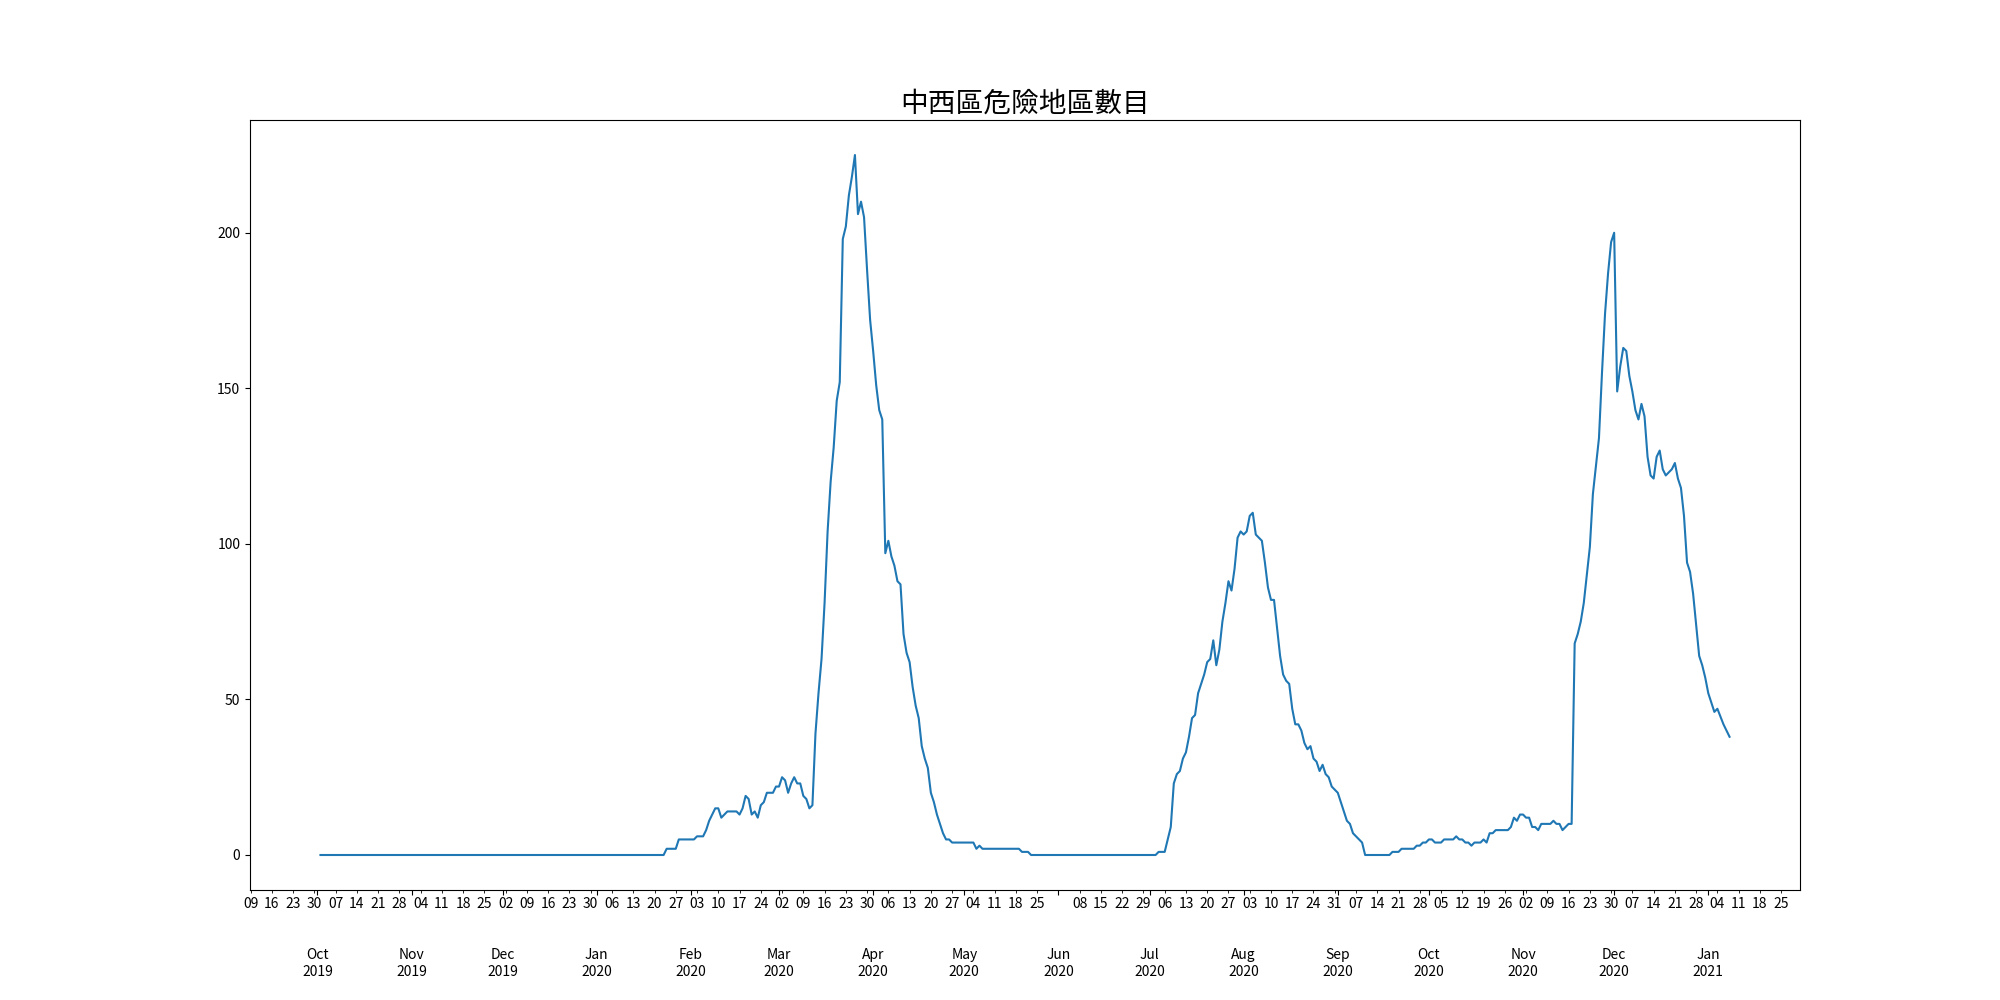 中西區危險地區數目
200
150
100
50
0
09 16 23 30 07 14 21 28 04 11 18 25 02 09 16 23 30 06 13 20 27 03 10 17 24 02 09 16 23 30 06 13 20 27 04 11 18 25 08 15 22 29 06 13 20 27 03 10 17 24 31 07 14 21 28 05 12 19 26 02 09 16 23 30 07 14 21 28 04 11 18 25
Oct Nov Dec Jan Feb Mar Apr May Jun Jul Aug Sep Oct Nov Dec Jan
2019 2019 2019 2020 2020 2020 2020 2020 2020 2020 2020 2020 2020 2020 2020 2021